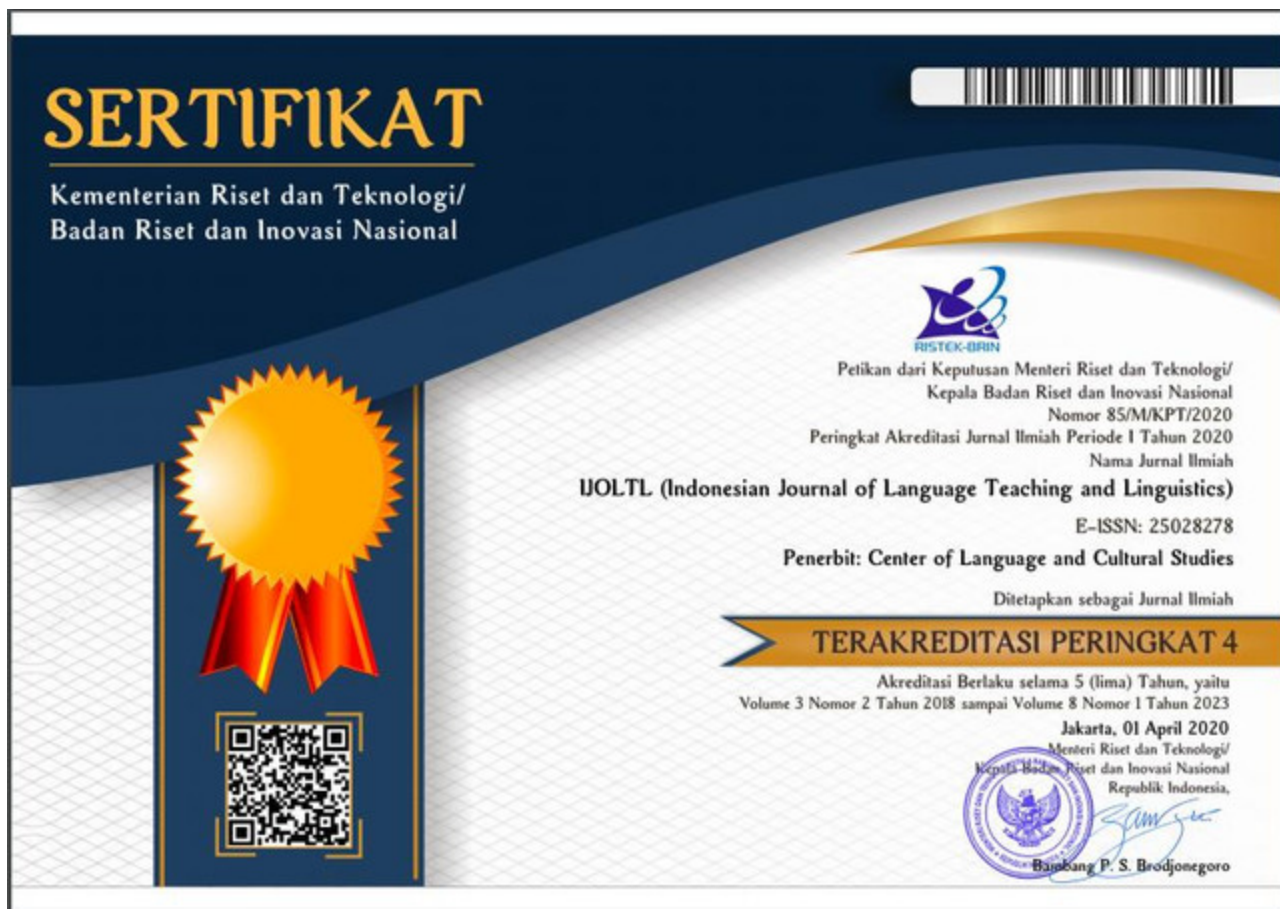 SERTIFIKAT
Kementerian Riset dan Teknologi/
Badan Riset dan Inovasi Nasional
RISTEK-BRIN
Petikan dari Keputusan Menteri Riset dan Teknologi/
Kepala Badan Riset dan Inovasi Nasional
Nomor 85/M/KPT/2020
Peringkat Akreditasi Jurnal Ilmiah Periode I Tahun 2020
Nama Jurnal Ilmiah
IJOLTL (Indonesian Journal of Language Teaching and Linguistics)
E-ISSN: 25028278
Penerbit: Center of Language and Cultural Studies
Ditetapkan sebagai Jurnal Ilmiah
TERAKREDITASI PERINGKAT 4
Akreditasi Berlaku selama 5 (lima) Tahun, yaitu
Volume 3 Nomor 2 Tahun 2018 sampai Volume 8 Nomor 1 Tahun 2023
Jakarta, 01 April 2020
Menteri Riset dan Teknologi/
Kepala Badan Riset dan Inovasi Nasional
Republik Indonesia,
Bambang P. S. Brodjonegoro